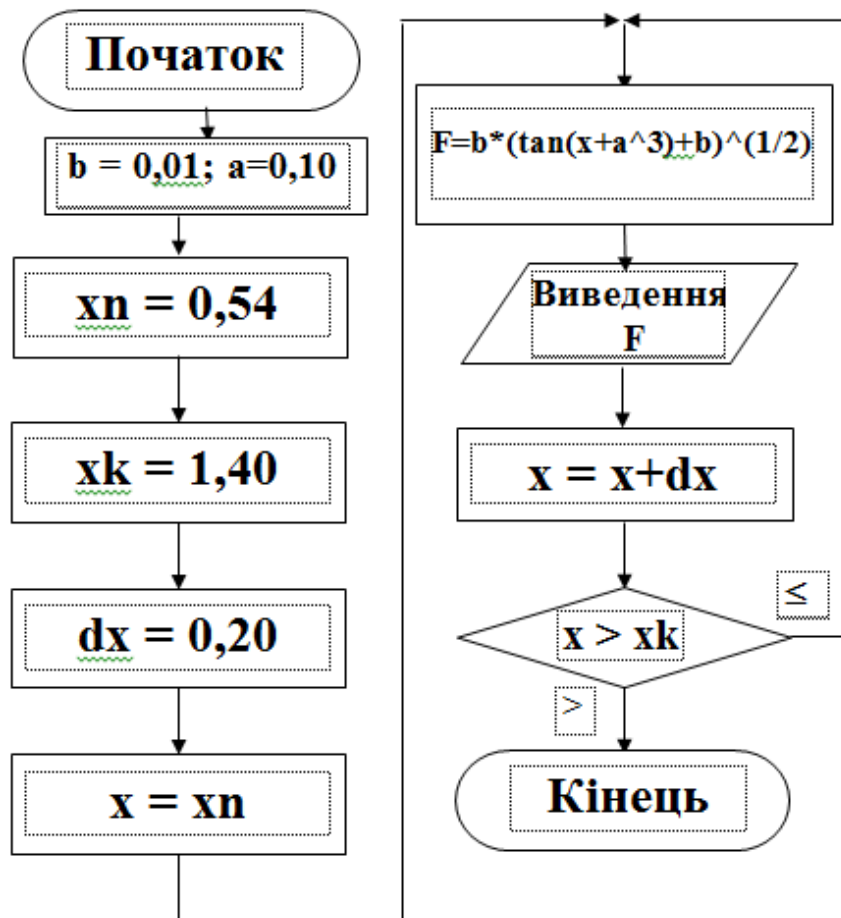 Початок
b = 0,01; a=0,10
xn = 0,54
xk = 1,40
dx = 0,20
x = xn
F=b*(tan(x+a^3)+b)^(1/2)
Виведення
F
x = x+dx
x > xk
≤
>
Кінець